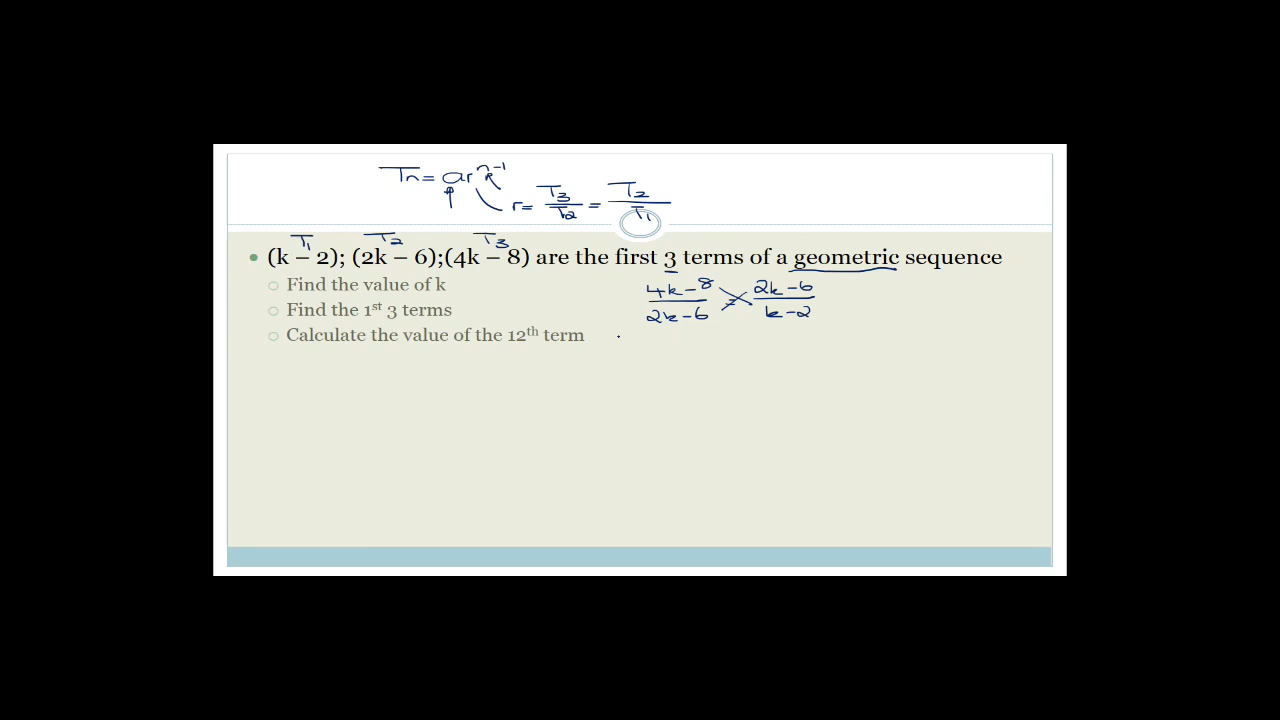 Tn = ar^n-1
r = T3/T2 = T2/T1
T1 T2 T3
• (k – 2); (2k – 6);(4k – 8) are the first 3 terms of a geometric sequence
○ Find the value of k
4k-8/2k-6 = 2k-6/k-2
○ Find the 1st 3 terms
○ Calculate the value of the 12th term